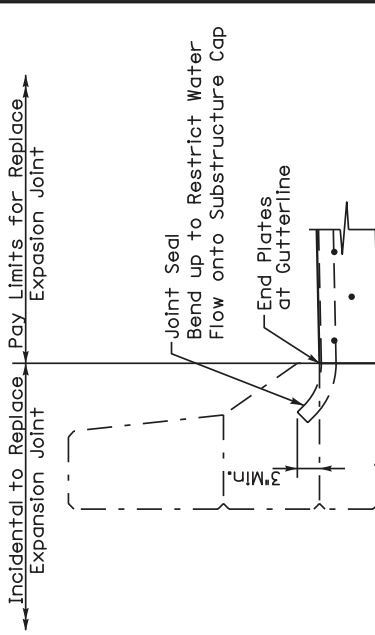 Incidental to Replace
Expansion Joint
Pay Limits for Replace
Expasion Joint
Joint Seal
Bend up to Restrict Water
Flow onto Substructure Cap
End Plates
at Gutterline
3"Min.